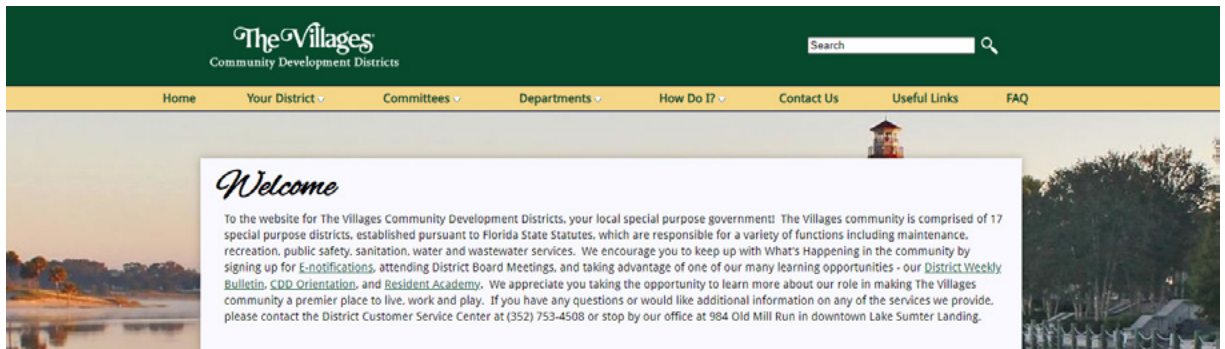 The Villages
Community Development Districts
Search
Home Your District Committees Departments How Do I? Contact Us Useful Links FAQ
Welcome
To the website for The Villages Community Development Districts, your local special purpose government! The Villages community is comprised of 17
special purpose districts, established pursuant to Florida State Statutes, which are responsible for a variety of functions including maintenance,
recreation, public safety, sanitation, water and wastewater services. We encourage you to keep up with What's Happening in the community by
signing up for E-notifications, attending District Board Meetings, and taking advantage of one of our many learning opportunities - our District Weekly
Bulletin, CDD Orientation, and Resident Academy. We appreciate you taking the opportunity to learn more about our role in making The Villages
community a premier place to live, work and play. If you have any questions or would like additional information on any of the services we provide,
please contact the District Customer Service Center at (352) 753-4508 or stop by our office at 984 Old Mill Run in downtown Lake Sumter Landing.